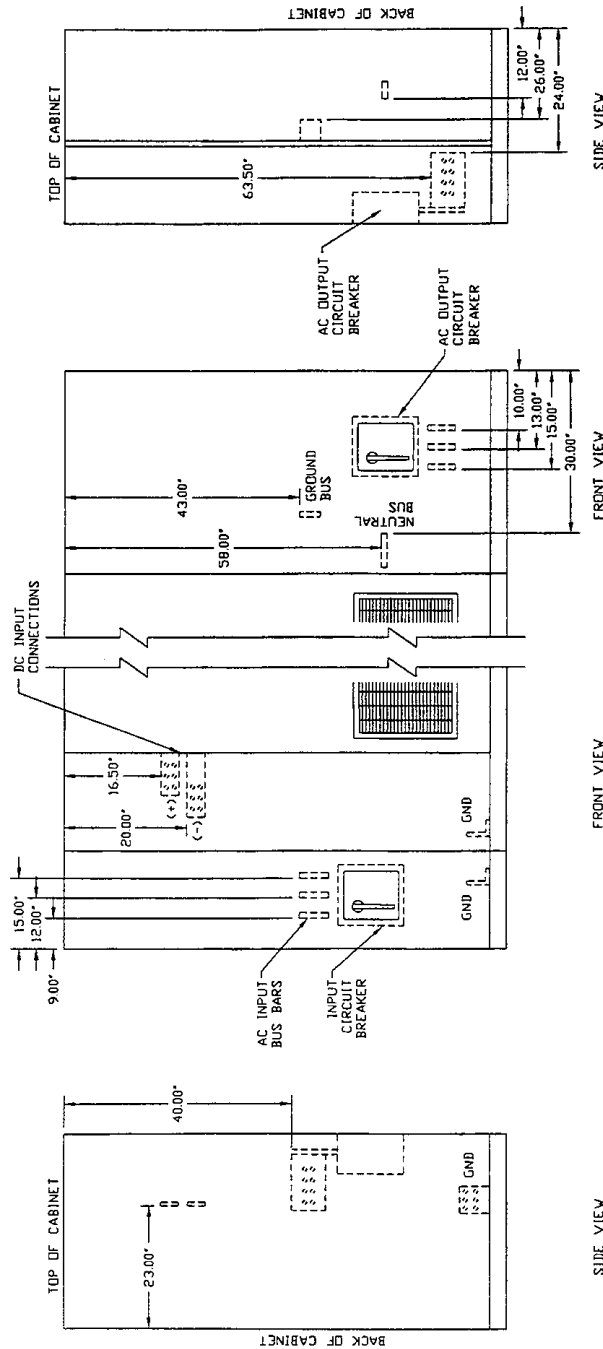 TOP OF CABINET
BACK OF CABINET
23.00"
40.00"
GND
SIDE VIEW
15.00"
12.00"
9.00"
AC INPUT
BUS BARS
INPUT
CIRCUIT
BREAKER
GND
GND
20.00"
16.50"
(+)
(-)
DC INPUT
CONNECTIONS
FRONT VIEW
58.00"
43.00"
GROUND
BUS
NEUTRAL
BUS
AC OUTPUT
CIRCUIT
BREAKER
10.00"
13.00"
15.00"
30.00"
FRONT VIEW
TOP OF CABINET
BACK OF CABINET
63.50"
AC OUTPUT
CIRCUIT
BREAKER
12.00"
26.00"
24.00"
SIDE VIEW